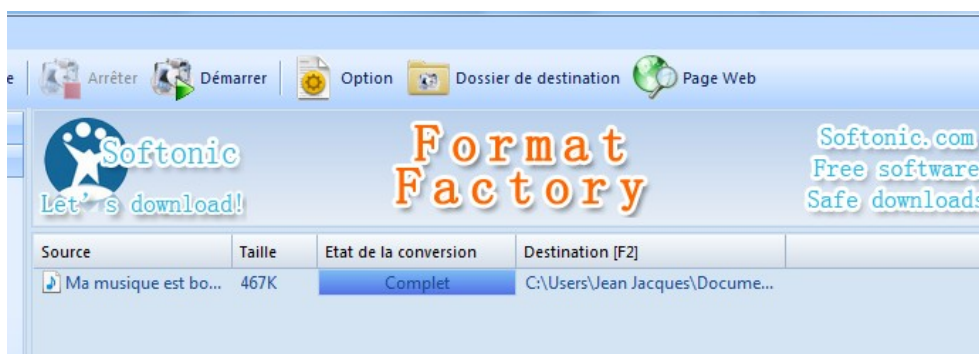 e Arrêter Démarrer Option Dossier de destination Page Web
Softonic
Let's download!
Format
Factory
Softonic.com
Free software
Safe downloads
Source Taille Etat de la conversion Destination [F2]
Ma musique est bo... 467K Complet C:\Users\Jean Jacques\Docume...